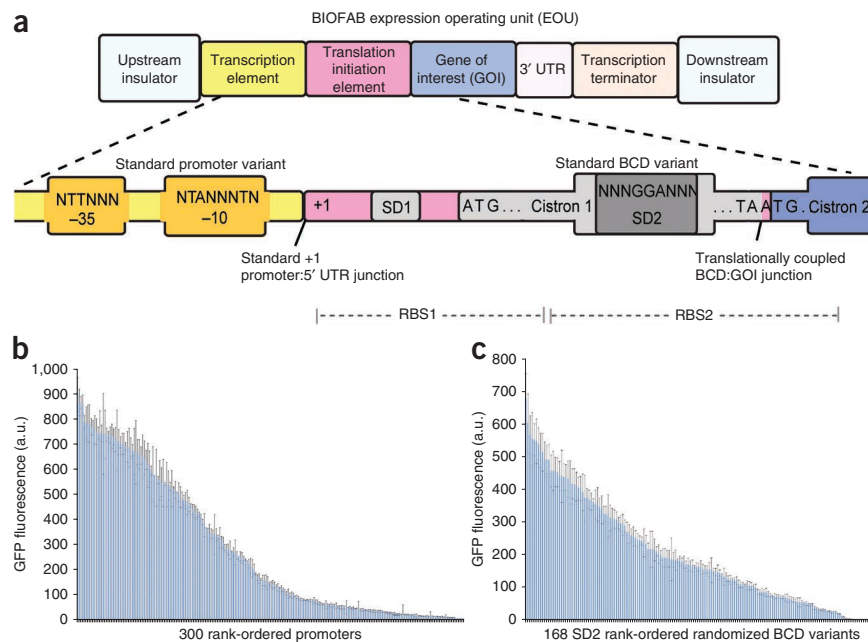 a
BIOFAB expression operating unit (EOU)
Upstream
insulator
Transcription
element
Translation
initiation
element
Gene of
interest (GOI)
3′ UTR
Transcription
terminator
Downstream
insulator
Standard promoter variant
Standard BCD variant
NTTNNN
–35
NTANNNTN
–10
+1
SD1
ATG...
Cistron 1
NNNGGANNN
SD2
...TAATG.
Cistron 2
Standard +1
promoter:5′ UTR junction
Translationally coupled
BCD:GOI junction
RBS1
RBS2
b
GFP fluorescence (a.u.)
1,000
900
800
700
600
500
400
300
200
100
0
300 rank-ordered promoters
c
GFP fluorescence (a.u.)
800
700
600
500
400
300
200
100
0
168 SD2 rank-ordered randomized BCD variants